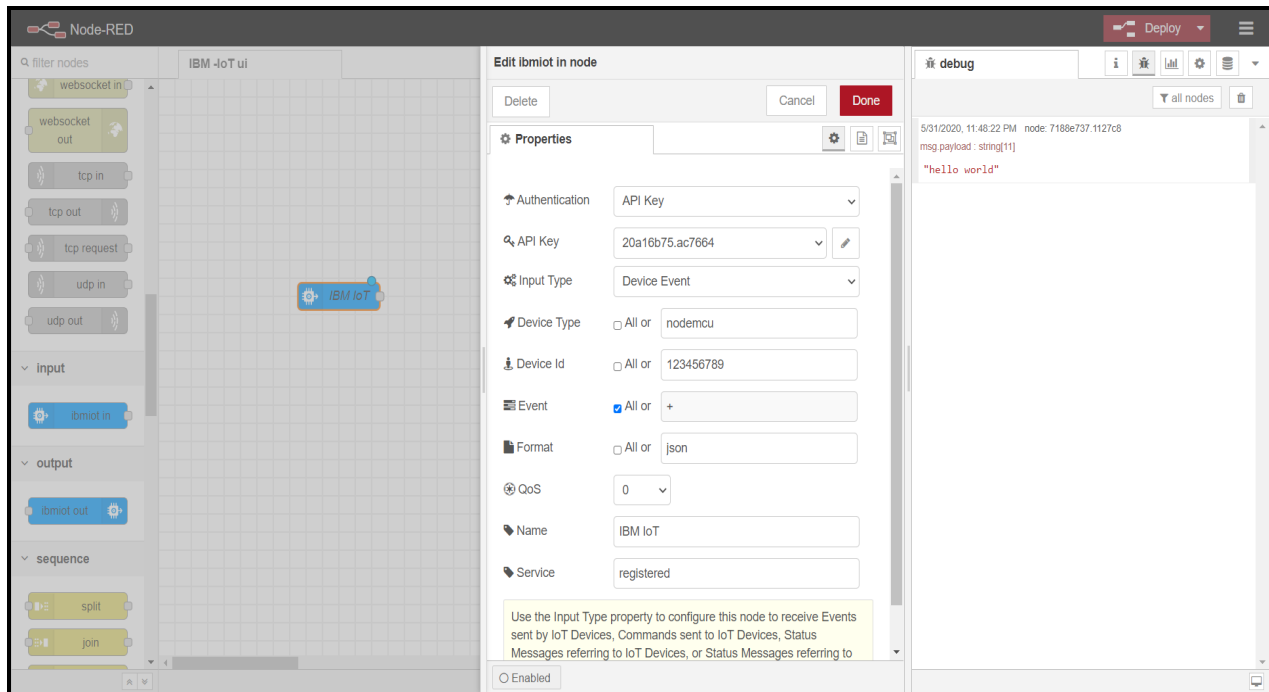 Node-RED
Deploy
filter nodes
websocket in
websocket
out
tcp in
tcp out
tcp request
udp in
udp out
input
ibmiot in
output
ibmiot out
sequence
split
join
IBM -IoT ui
IBM IoT
Edit ibmiot in node
Delete
Cancel
Done
Properties
Authentication
API Key
API Key
20a16b75.ac7664
Input Type
Device Event
Device Type
All or
nodemcu
Device Id
All or
123456789
Event
All or
+
Format
All or
json
QoS
0
Name
IBM IoT
Service
registered
Use the Input Type property to configure this node to receive Events
sent by IoT Devices, Commands sent to IoT Devices, Status
Messages referring to IoT Devices, or Status Messages referring to
Enabled
debug
i
all nodes
5/31/2020, 11:48:22 PM node: 7188e737.1127c8
msg.payload : string[11]
"hello world"